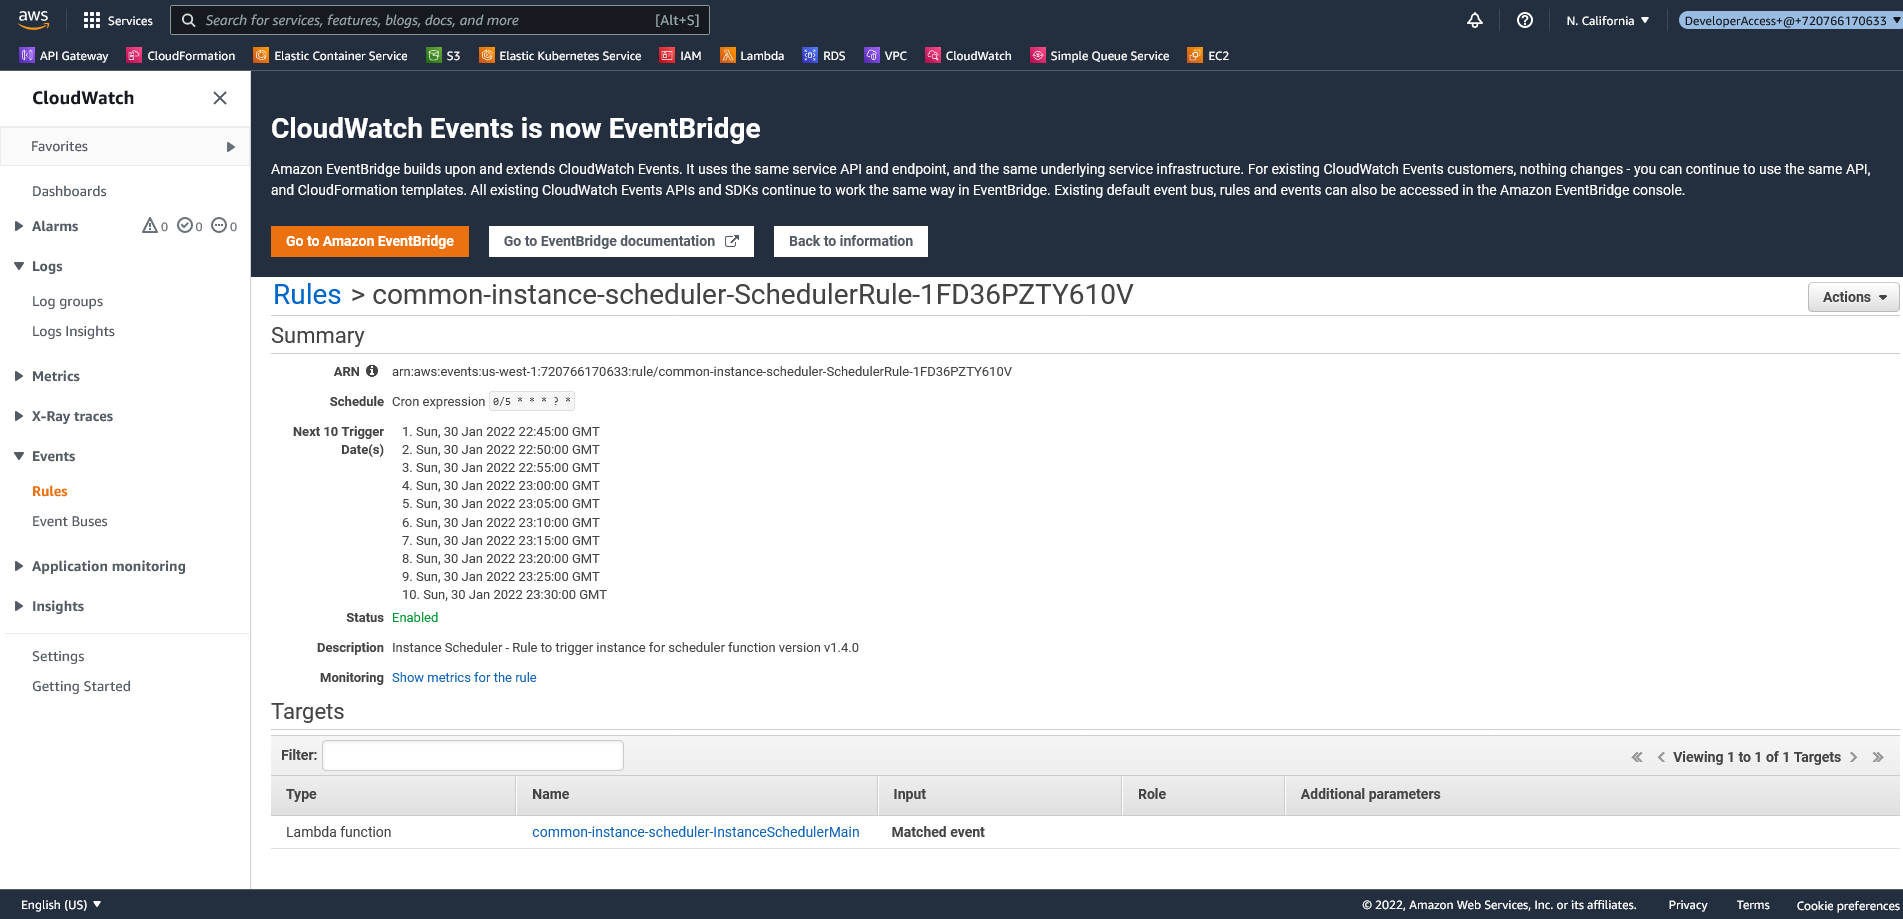 aws
Services
Search for services, features, blogs, docs, and more
[Alt+S]
N. California
DeveloperAccess+@+720766170633
API Gateway
CloudFormation
Elastic Container Service
S3
Elastic Kubernetes Service
IAM
Lambda
RDS
VPC
CloudWatch
Simple Queue Service
EC2
CloudWatch
Favorites
Dashboards
Alarms
0
0
0
Logs
Log groups
Logs Insights
Metrics
X-Ray traces
Events
Rules
Event Buses
Application monitoring
Insights
Settings
Getting Started
CloudWatch Events is now EventBridge
Amazon EventBridge builds upon and extends CloudWatch Events. It uses the same service API and endpoint, and the same underlying service infrastructure. For existing CloudWatch Events customers, nothing changes - you can continue to use the same API,
and CloudFormation templates. All existing CloudWatch Events APIs and SDKs continue to work the same way in EventBridge. Existing default event bus, rules and events can also be accessed in the Amazon EventBridge console.
Go to Amazon EventBridge
Go to EventBridge documentation
Back to information
Rules > common-instance-scheduler-SchedulerRule-1FD36PZTY610V
Actions
Summary
ARN arn:aws:events:us-west-1:720766170633:rule/common-instance-scheduler-SchedulerRule-1FD36PZTY610V
Schedule Cron expression 0/5 * * * ? *
Next 10 Trigger Date(s)
1. Sun, 30 Jan 2022 22:45:00 GMT
2. Sun, 30 Jan 2022 22:50:00 GMT
3. Sun, 30 Jan 2022 22:55:00 GMT
4. Sun, 30 Jan 2022 23:00:00 GMT
5. Sun, 30 Jan 2022 23:05:00 GMT
6. Sun, 30 Jan 2022 23:10:00 GMT
7. Sun, 30 Jan 2022 23:15:00 GMT
8. Sun, 30 Jan 2022 23:20:00 GMT
9. Sun, 30 Jan 2022 23:25:00 GMT
10. Sun, 30 Jan 2022 23:30:00 GMT
Status Enabled
Description Instance Scheduler - Rule to trigger instance for scheduler function version v1.4.0
Monitoring Show metrics for the rule
Targets
Filter:
Viewing 1 to 1 of 1 Targets
Type Name Input Role Additional parameters
Lambda function common-instance-scheduler-InstanceSchedulerMain Matched event
English (US)
© 2022, Amazon Web Services, Inc. or its affiliates.
Privacy
Terms
Cookie preferences